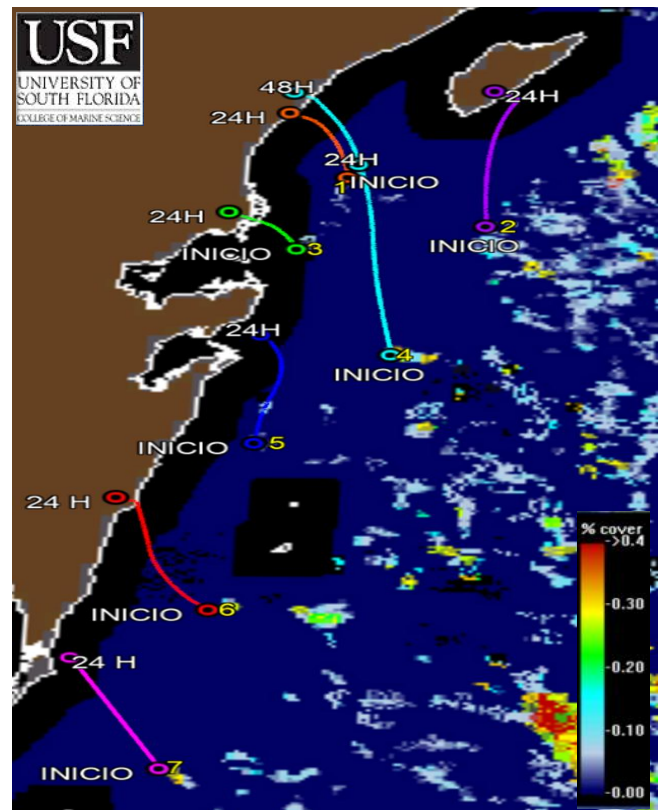 USF
UNIVERSITY OF
SOUTH FLORIDA
COLLEGE OF MARINE SCIENCE
48H
24H
24H
24H
1 INICIO
24H
2
INICIO
INICIO 3
24H
4
INICIO
INICIO 5
24 H
% cover
->0.4
-0.30
INICIO 6
-0.20
24 H
-0.10
INICIO 7
-0.00